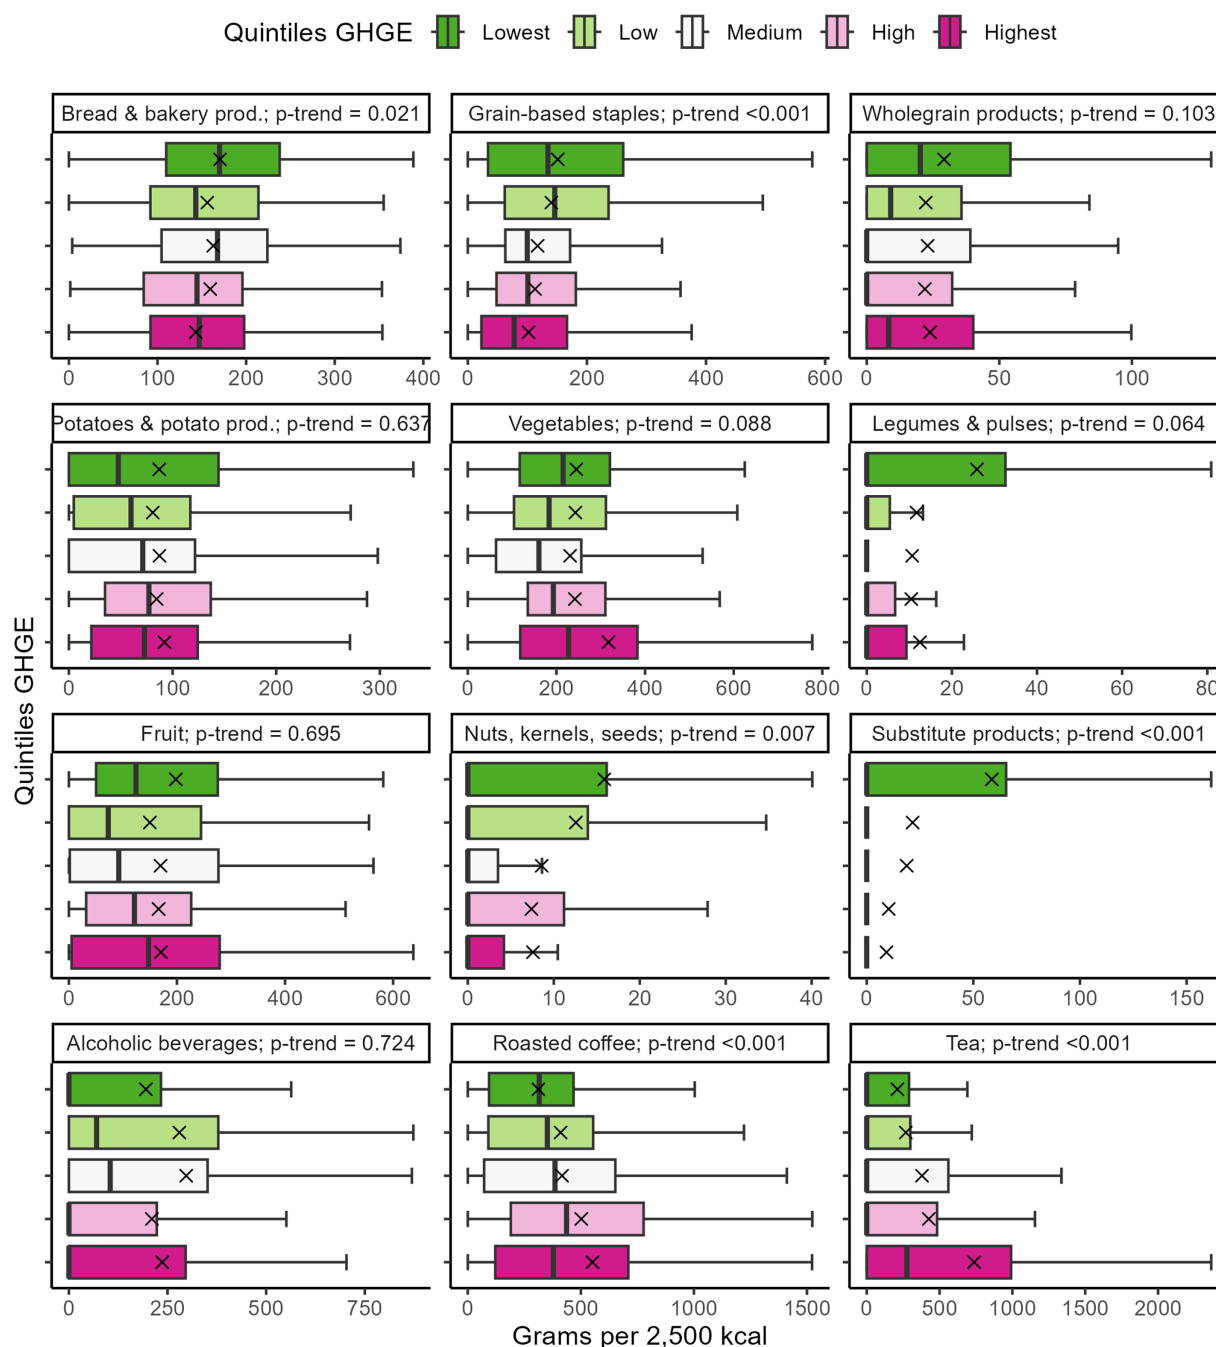 Quintiles GHGE Lowest Low Medium High Highest
Bread & bakery prod.; p-trend = 0.021
Grain-based staples; p-trend <0.001
Wholegrain products; p-trend = 0.103
0 100 200 300 400
0 200 400 600
0 50 100
Potatoes & potato prod.; p-trend = 0.637
Vegetables; p-trend = 0.088
Legumes & pulses; p-trend = 0.064
0 100 200 300
0 200 400 600 800
0 20 40 60 80
Quintiles GHGE
Fruit; p-trend = 0.695
Nuts, kernels, seeds; p-trend = 0.007
Substitute products; p-trend <0.001
0 200 400 600
0 10 20 30 40
0 50 100 150
Alcoholic beverages; p-trend = 0.724
Roasted coffee; p-trend <0.001
Tea; p-trend <0.001
0 250 500 750
0 500 1000 1500
0 500 1000 1500 2000
Grams per 2,500 kcal